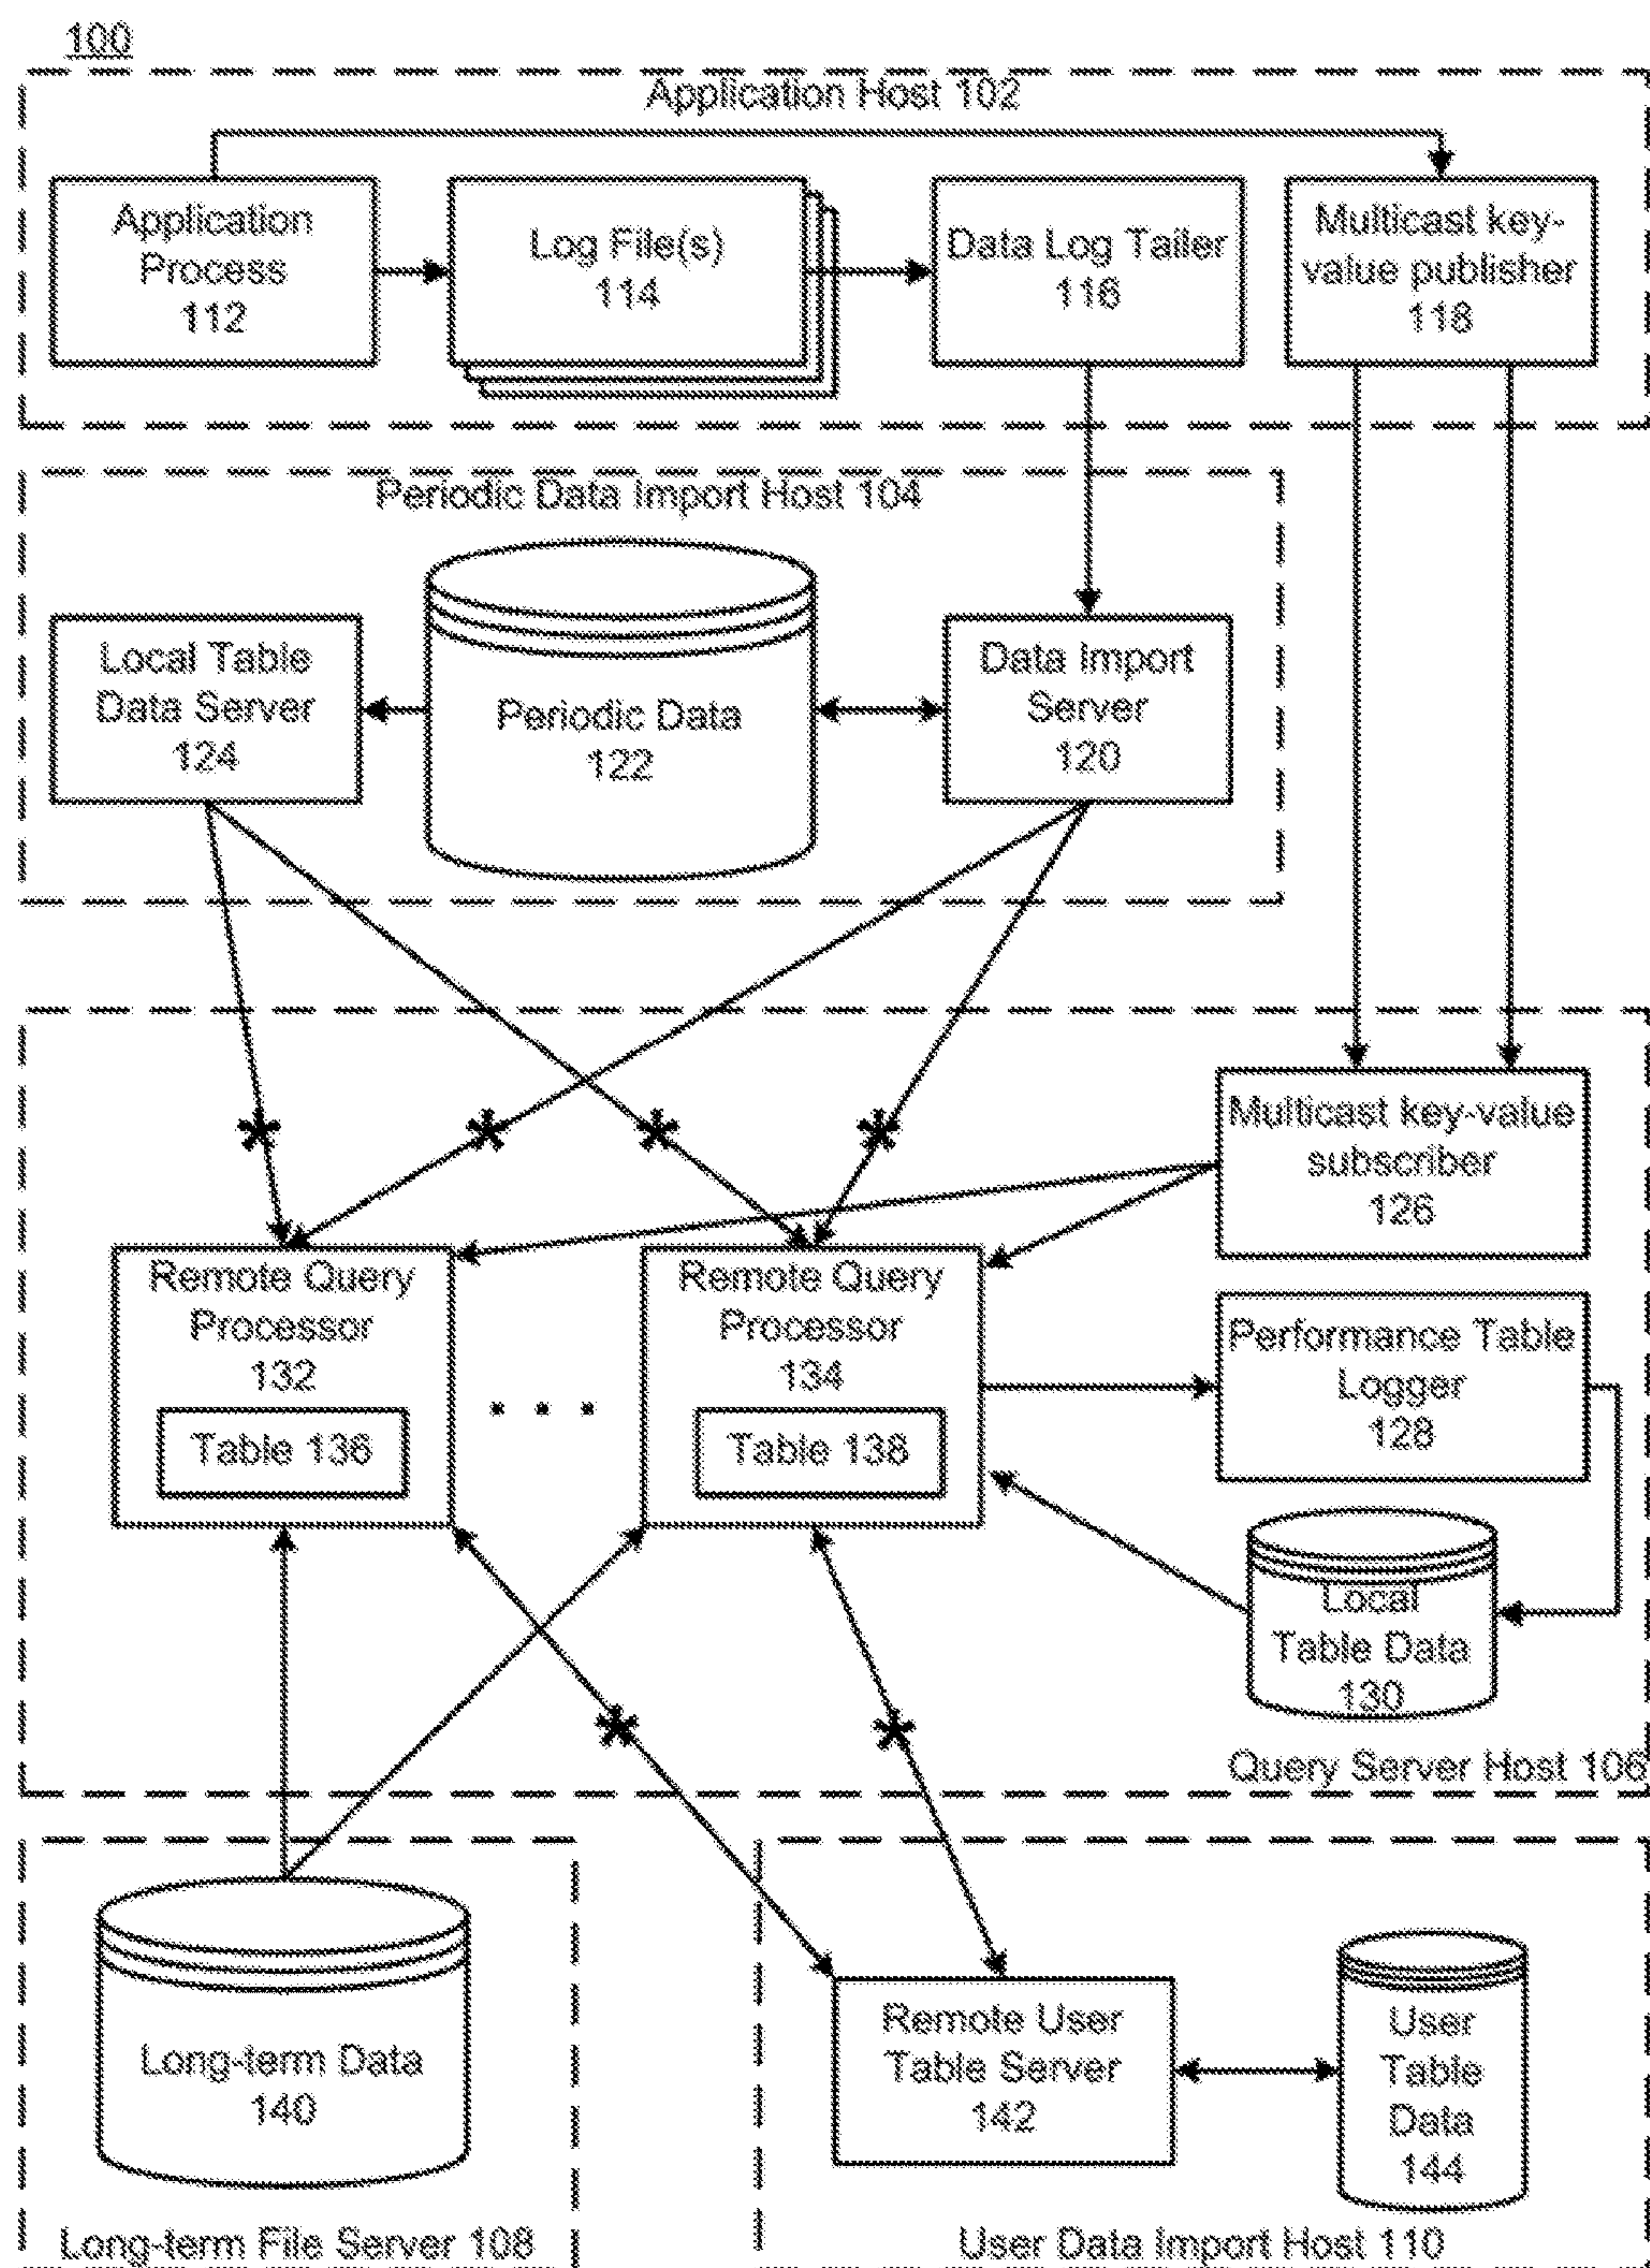 100
Application Host 102
Application
Process
112
Log File(s)
114
Data Log Tailer
116
Multicast key-
value publisher
118
Periodic Data Import Host 104
Local Table
Data Server
124
Periodic Data
122
Data Import
Server
120
Multicast key-value
subscriber
126
Remote Query
Processor
132
Table 136
. . .
Remote Query
Processor
134
Table 138
Performance Table
Logger
128
Local
Table Data
130
Query Server Host 106
Long-term Data
140
Long-term File Server 108
Remote User
Table Server
142
User
Table
Data
144
User Data Import Host 110